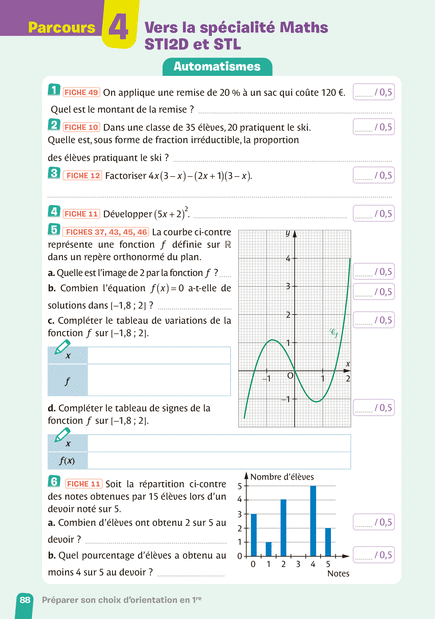 Parcours 4 Vers la spécialité Maths
STI2D et STL
Automatismes
1 FICHE 49 On applique une remise de 20 % à un sac qui coûte 120 €. / 0,5
Quel est le montant de la remise ?
2 FICHE 10 Dans une classe de 35 élèves, 20 pratiquent le ski. / 0,5
Quelle est, sous forme de fraction irréductible, la proportion
des élèves pratiquant le ski ?
3 FICHE 12 Factoriser 4x(3 – x) – (2x + 1)(3 – x). / 0,5
4 FICHE 11 Développer (5x + 2)². / 0,5
5 FICHES 37, 43, 45, 46 La courbe ci-contre
représente une fonction f définie sur ℝ
dans un repère orthonormé du plan.
a. Quelle est l'image de 2 par la fonction f ? / 0,5
b. Combien l'équation f(x) = 0 a-t-elle de / 0,5
solutions dans [–1,8 ; 2] ?
c. Compléter le tableau de variations de la / 0,5
fonction f sur [–1,8 ; 2].
x
f
y
4
3
2
1
𝒞f
x
–1 O 1 2
–1
d. Compléter le tableau de signes de la / 0,5
fonction f sur [–1,8 ; 2].
x
f(x)
6 FICHE 11 Soit la répartition ci-contre
des notes obtenues par 15 élèves lors d'un
devoir noté sur 5.
a. Combien d'élèves ont obtenu 2 sur 5 au / 0,5
devoir ?
b. Quel pourcentage d'élèves a obtenu au / 0,5
moins 4 sur 5 au devoir ?
Nombre d'élèves
5
4
3
2
1
0
0 1 2 3 4 5
Notes
88 Préparer son choix d'orientation en 1re